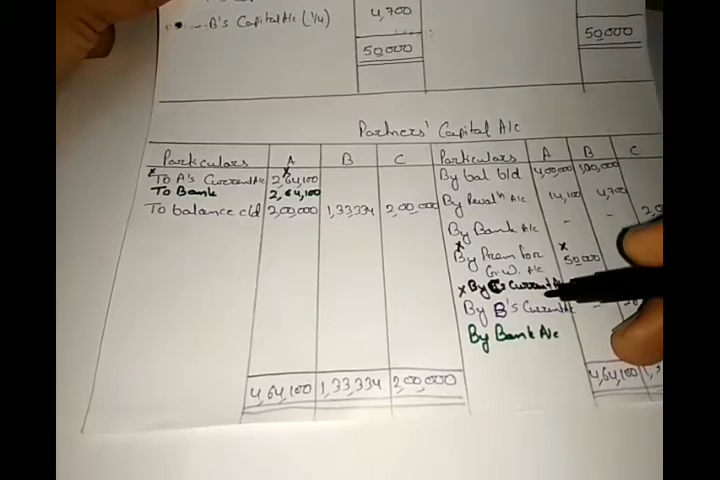 B's Capital A/c (1/4) 4,700
50,000 50,000
Partners' Capital A/c
Particulars A B C Particulars A B C
To A's Current A/c 2,64,100 By bal b/d 4,00,000 1,00,000
To Bank 2,64,100 By Reval'n A/c 14,100 4,700
To balance c/d 2,00,000 1,33,334 2,00,000 By Bank A/c - -
By Prem for G.W. A/c 50,000
By Current
By B's Current A/c -
By Bank A/c
4,64,100 1,33,334 2,00,000 4,64,100